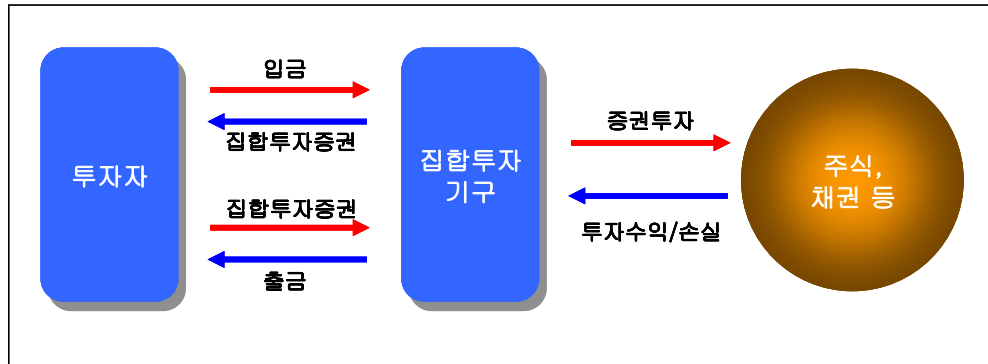 투자자
입금
집합투자증권
집합투자증권
출금
집합투자
기구
증권투자
투자수익/손실
주식,
채권 등